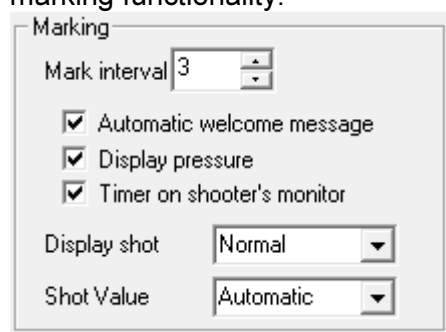 marking functionality.
Marking
Mark interval 3
Automatic welcome message
Display pressure
Timer on shooter's monitor
Display shot Normal
Shot Value Automatic